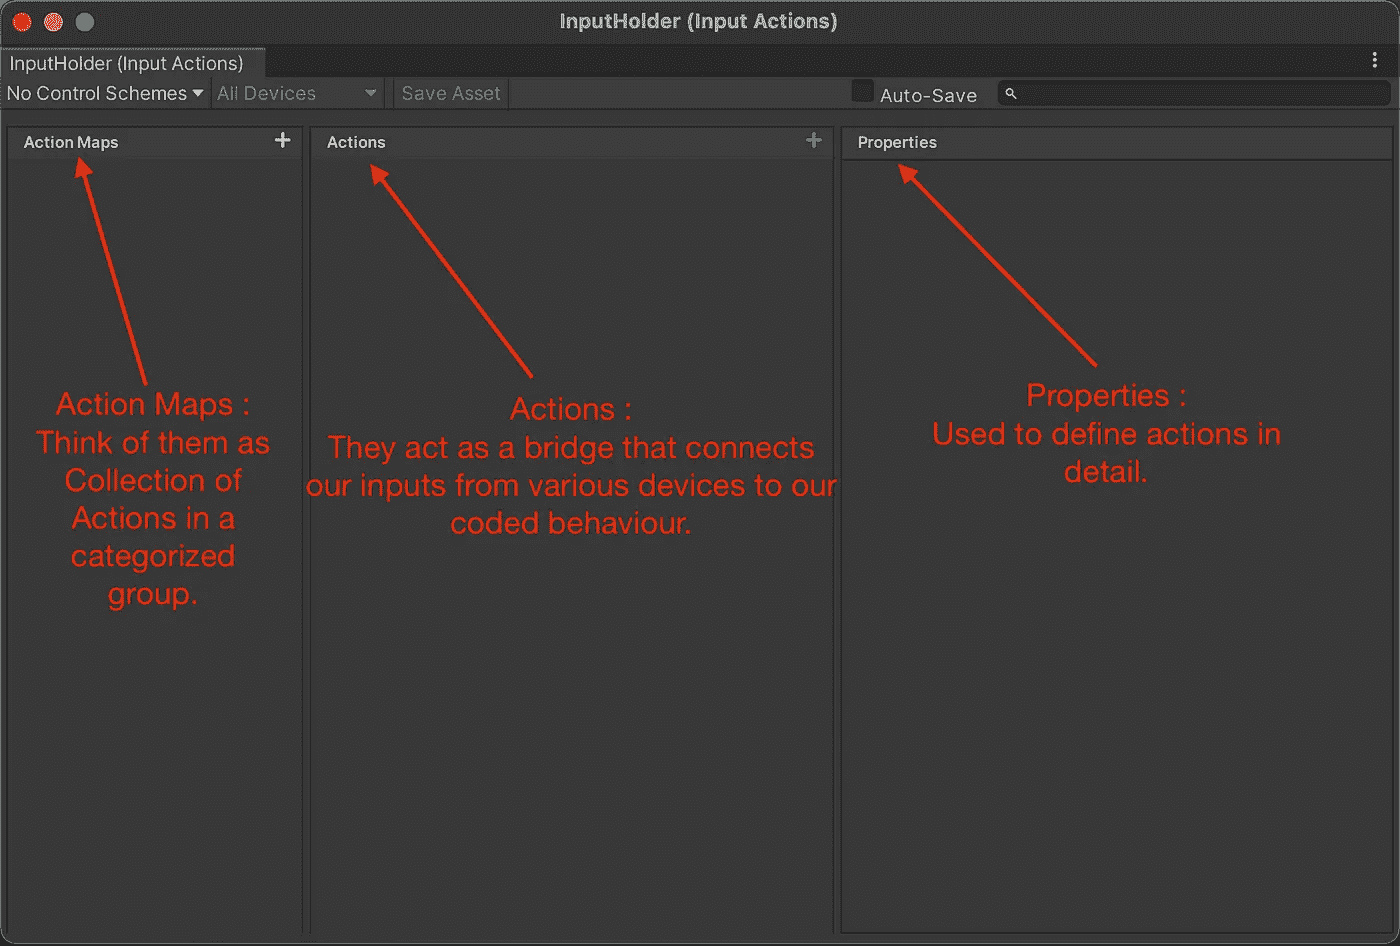 InputHolder (Input Actions)
InputHolder (Input Actions)
No Control Schemes All Devices Save Asset Auto-Save
Action Maps
Actions
Properties
Action Maps :
Think of them as
Collection of
Actions in a
categorized
group.
Actions :
They act as a bridge that connects
our inputs from various devices to our
coded behaviour.
Properties :
Used to define actions in
detail.